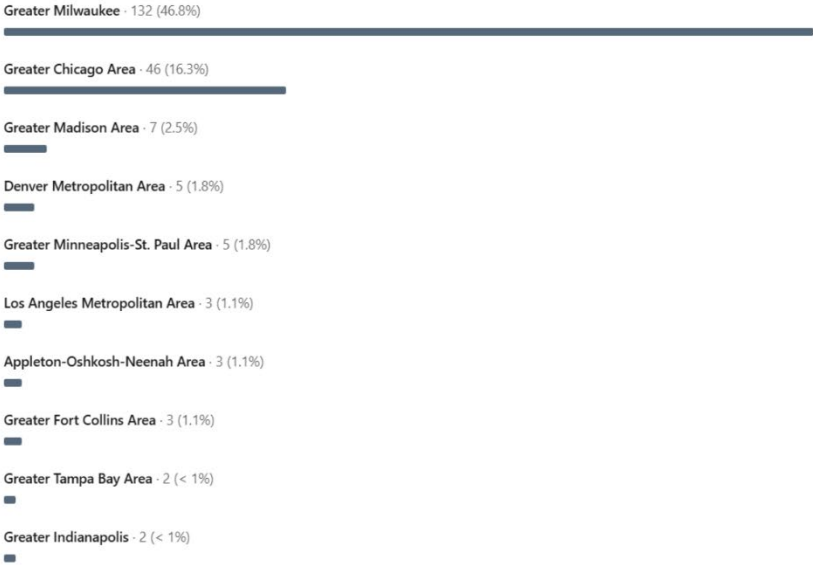 Greater Milwaukee · 132 (46.8%)
Greater Chicago Area · 46 (16.3%)
Greater Madison Area · 7 (2.5%)
Denver Metropolitan Area · 5 (1.8%)
Greater Minneapolis-St. Paul Area · 5 (1.8%)
Los Angeles Metropolitan Area · 3 (1.1%)
Appleton-Oshkosh-Neenah Area · 3 (1.1%)
Greater Fort Collins Area · 3 (1.1%)
Greater Tampa Bay Area · 2 (< 1%)
Greater Indianapolis · 2 (< 1%)